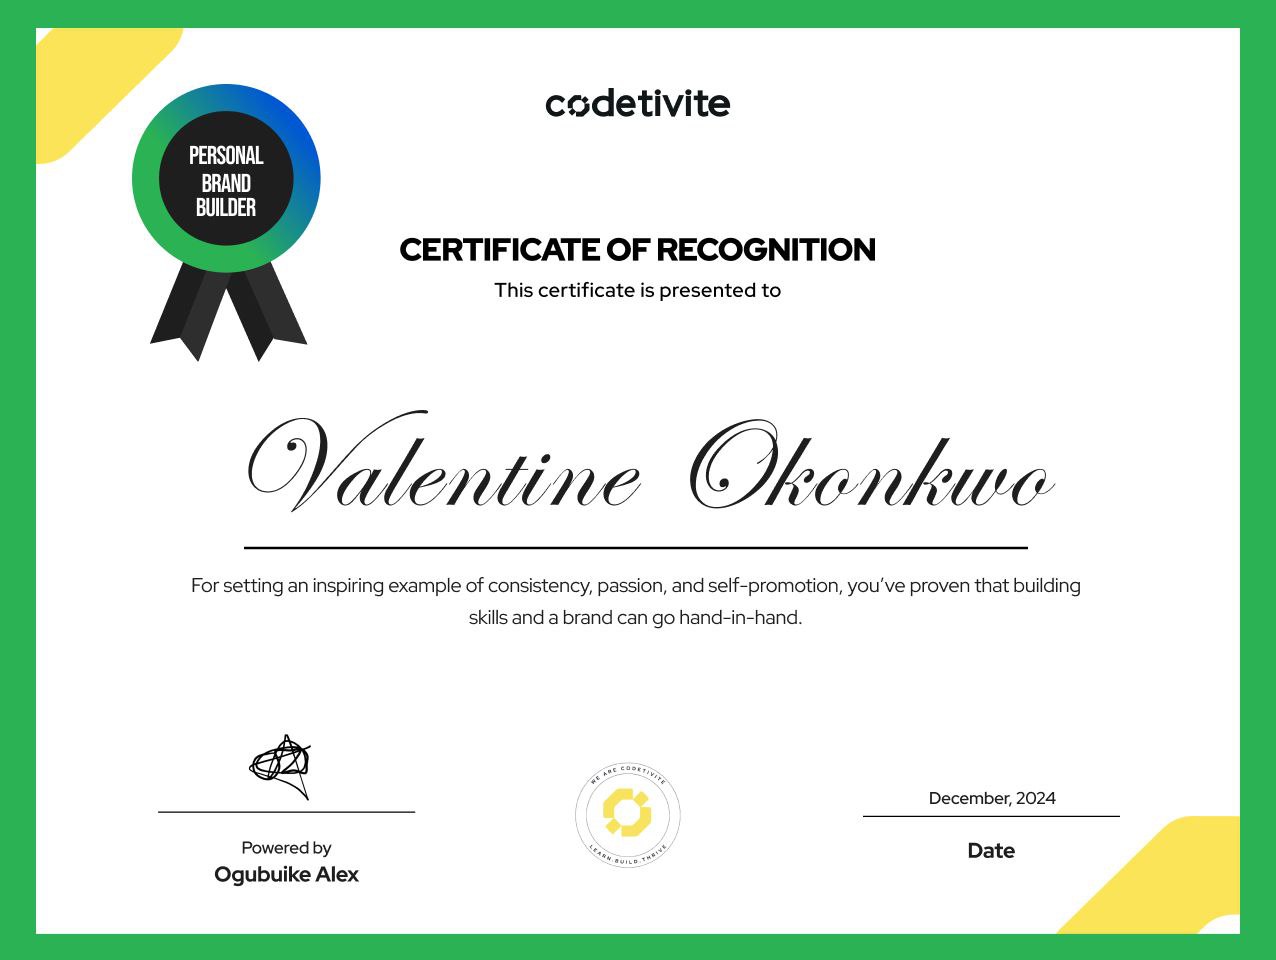 codetivite
PERSONAL
BRAND
BUILDER
CERTIFICATE OF RECOGNITION
This certificate is presented to
Valentine Okonkwo
For setting an inspiring example of consistency, passion, and self-promotion, you’ve proven that building
skills and a brand can go hand-in-hand.
Powered by
Ogubuike Alex
WE ARE CODETIVITE
LEARN.BUILD.THRIVE
December, 2024
Date